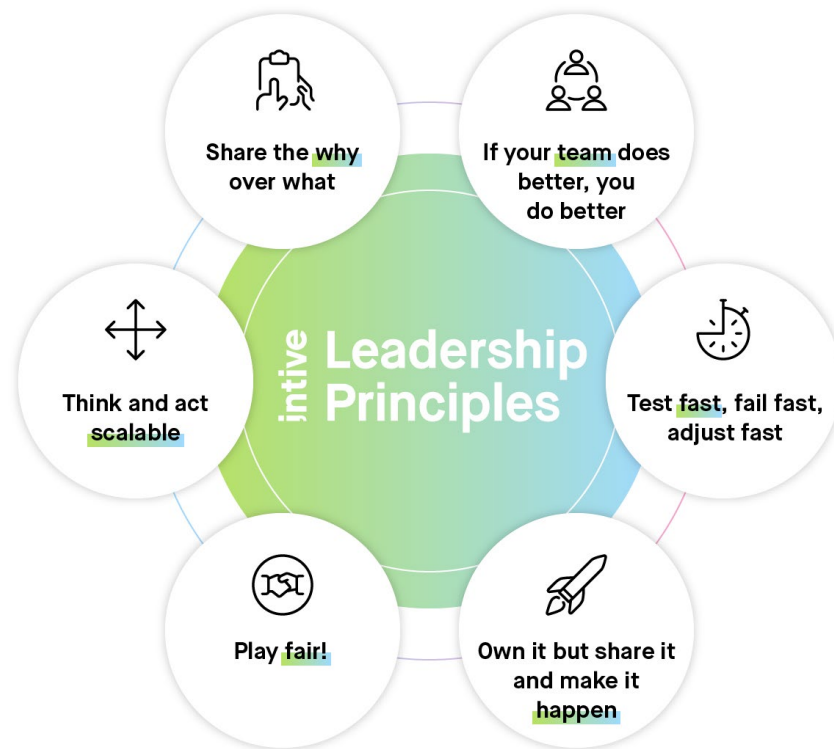 Share the why
over what
If your team does
better, you
do better
Think and act
scalable
intive
Leadership
Principles
Test fast, fail fast,
adjust fast
Play fair!
Own it but share it
and make it
happen